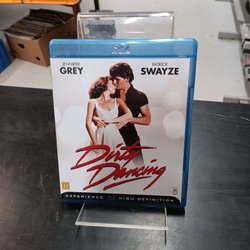 JENNIFER PATRICK
GREY SWAYZE
Dirty
Dancing
EXPERIENCE HIGH DEFINITION